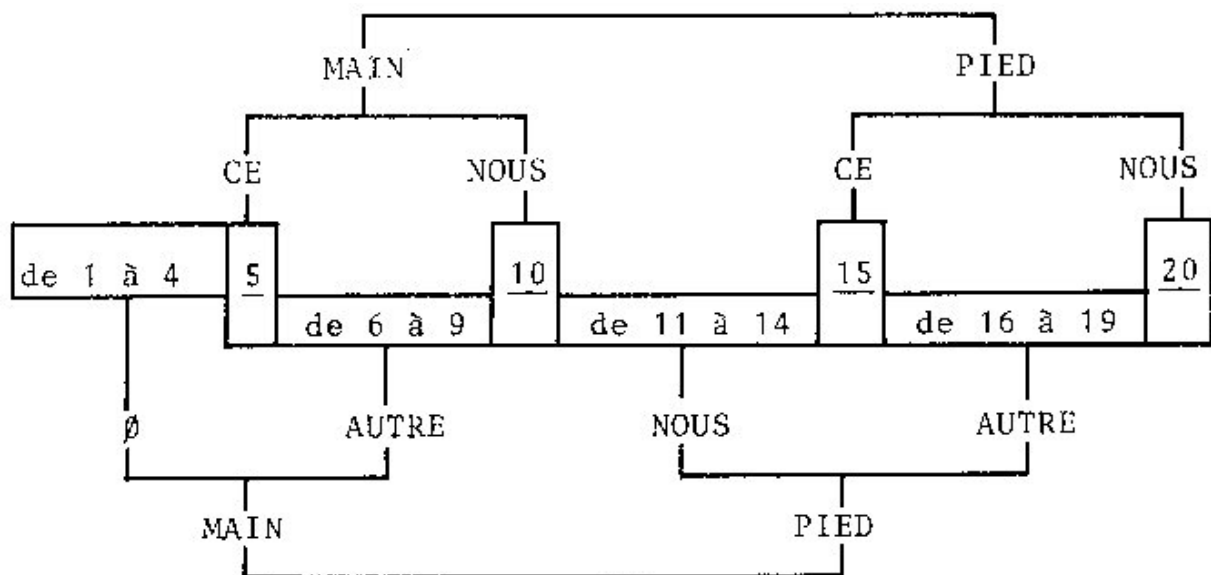 MAIN PIED
CE NOUS CE NOUS
de 1 à 4 5 10 15 20
de 6 à 9 de 11 à 14 de 16 à 19
Ø AUTRE NOUS AUTRE
MAIN PIED